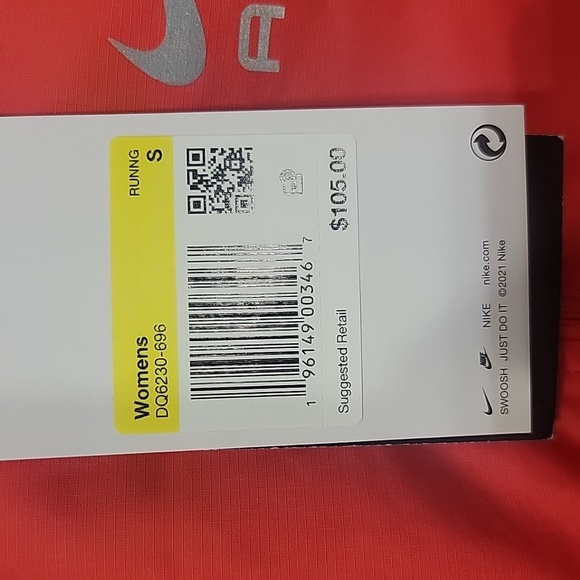 A
RUNNG
S
Womens
DQ6230-696
1 96149 00346 7
Suggested Retail
$105.00
NIKE nike.com
SWOOSH JUST DO IT ©2021 Nike